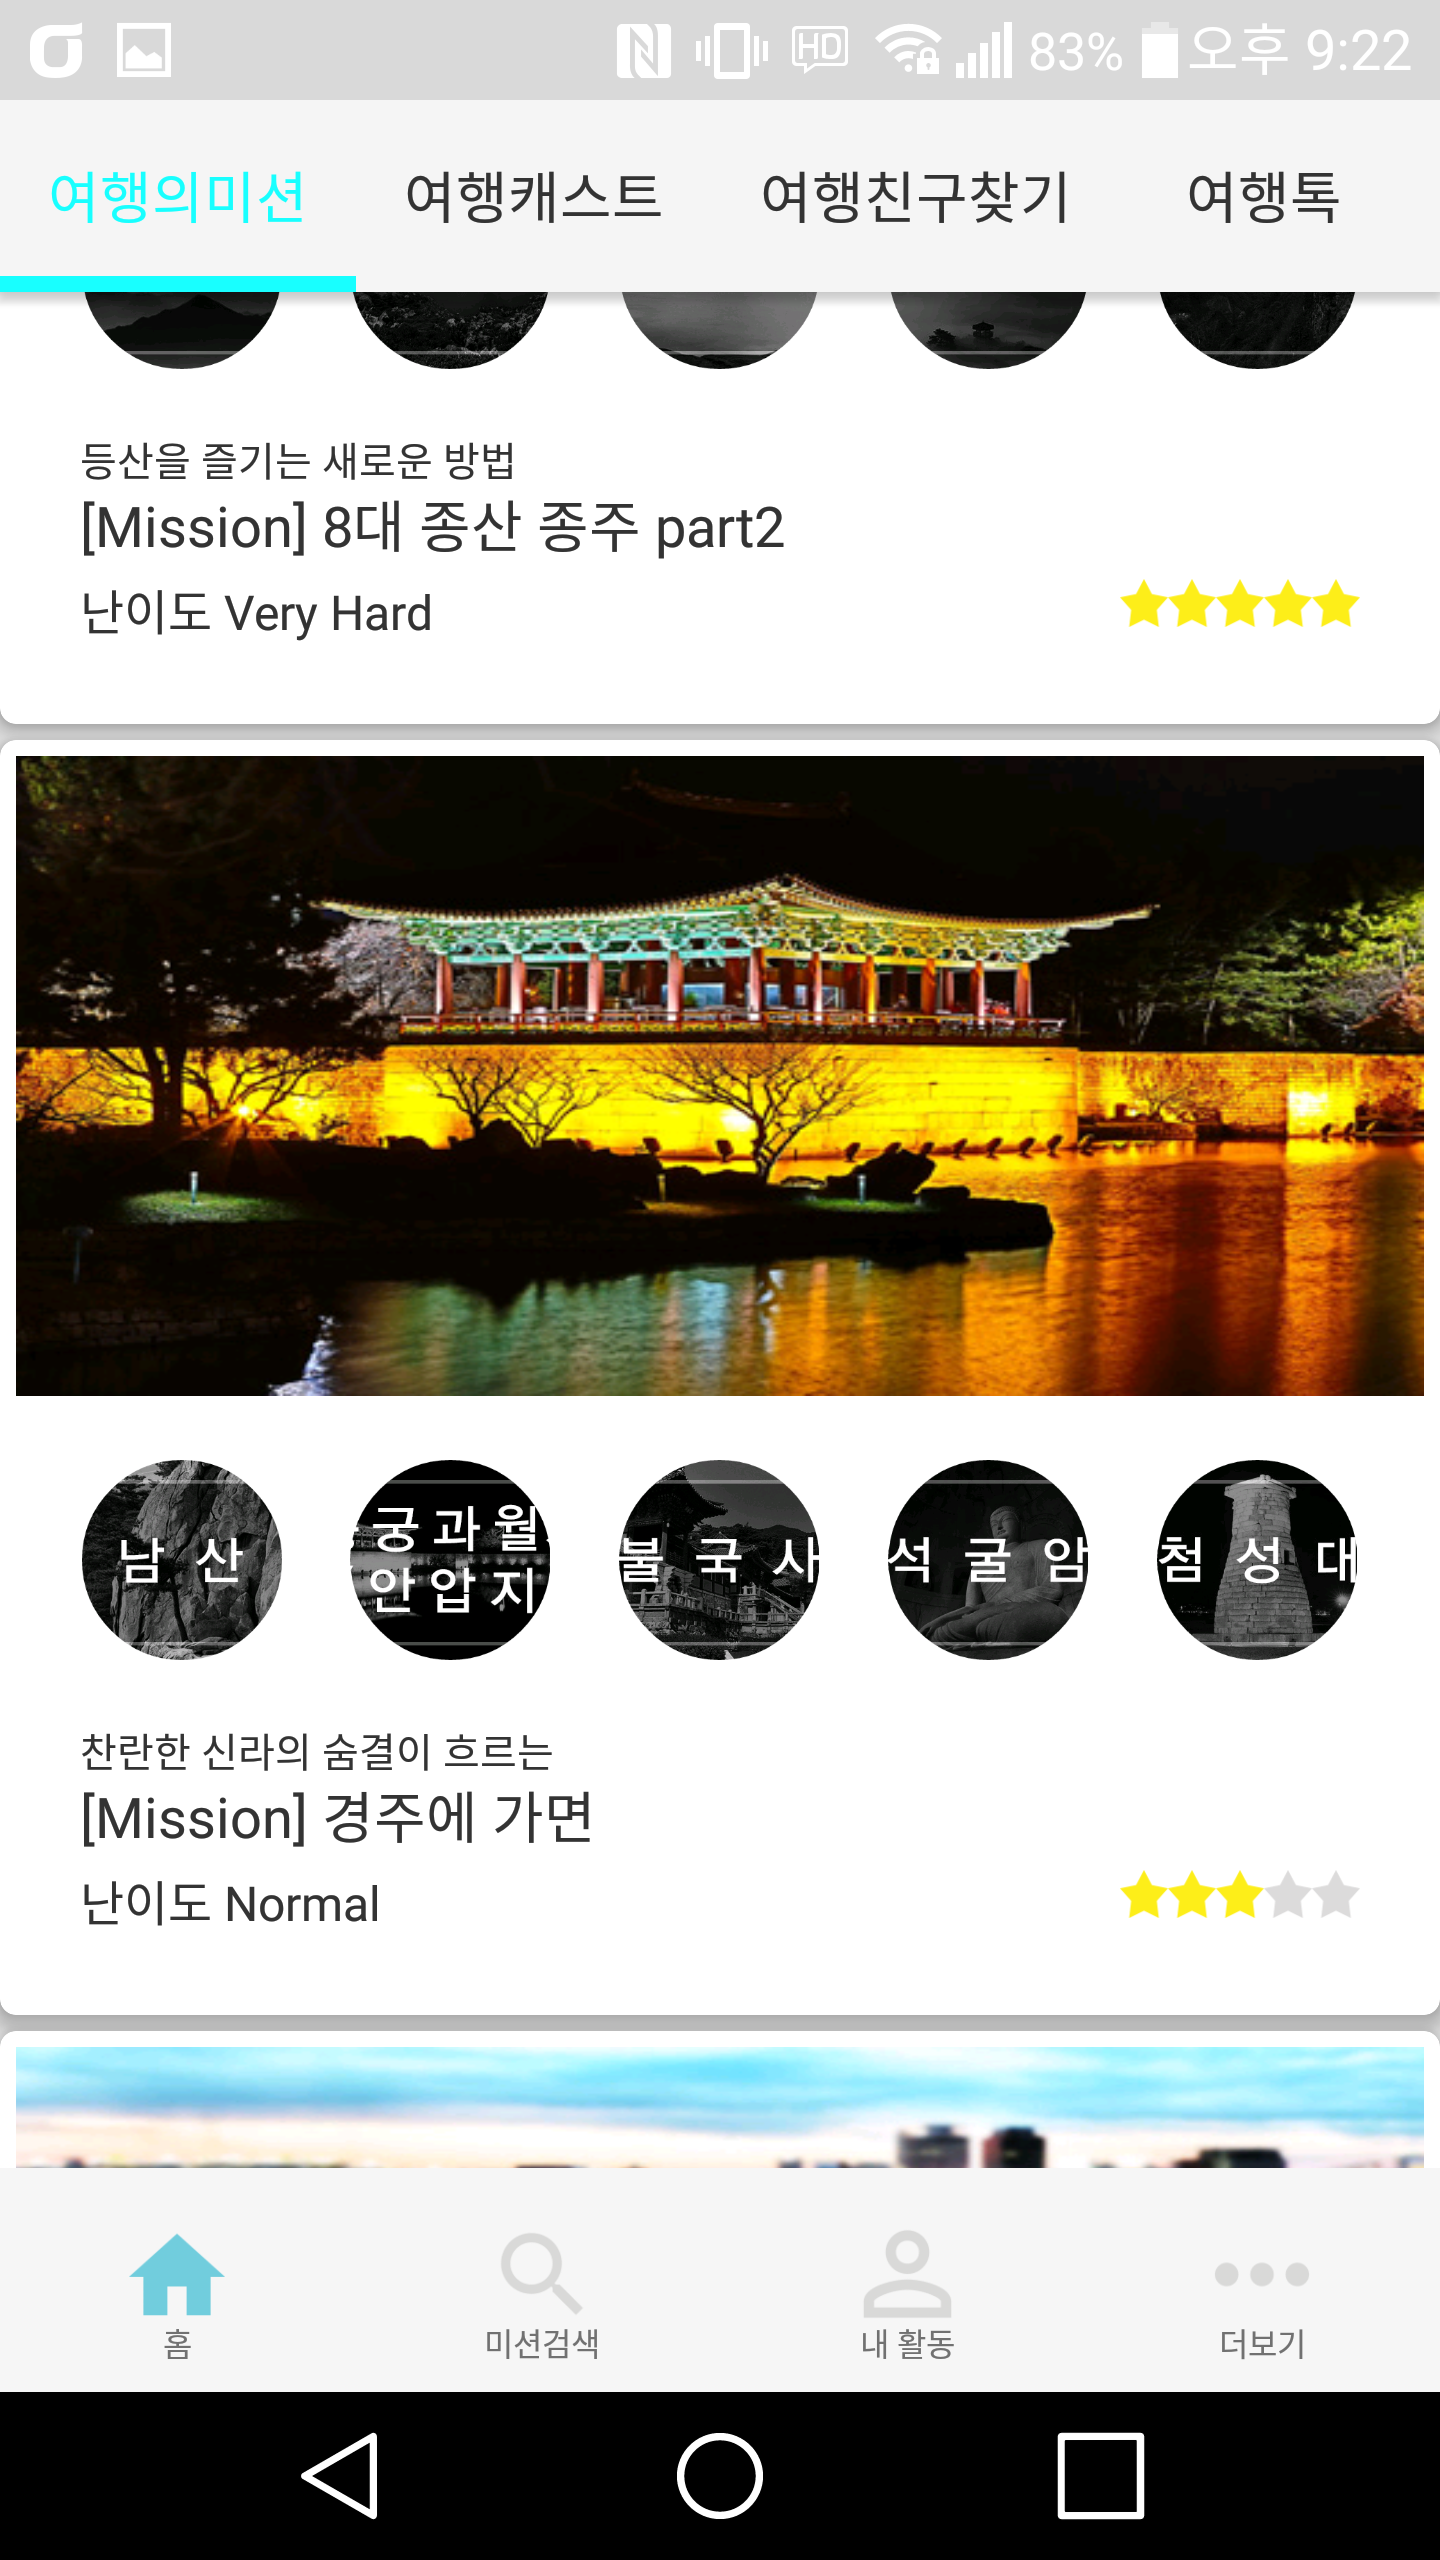 HD 83% 오후 9:22
여행의미션 여행캐스트 여행친구찾기 여행톡
등산을 즐기는 새로운 방법
[Mission] 8대 종산 종주 part2
난이도 Very Hard
남 산
궁과월
안압지
불 국 사
석 굴 암
첨 성 대
찬란한 신라의 숨결이 흐르는
[Mission] 경주에 가면
난이도 Normal
홈 미션검색 내 활동 더보기